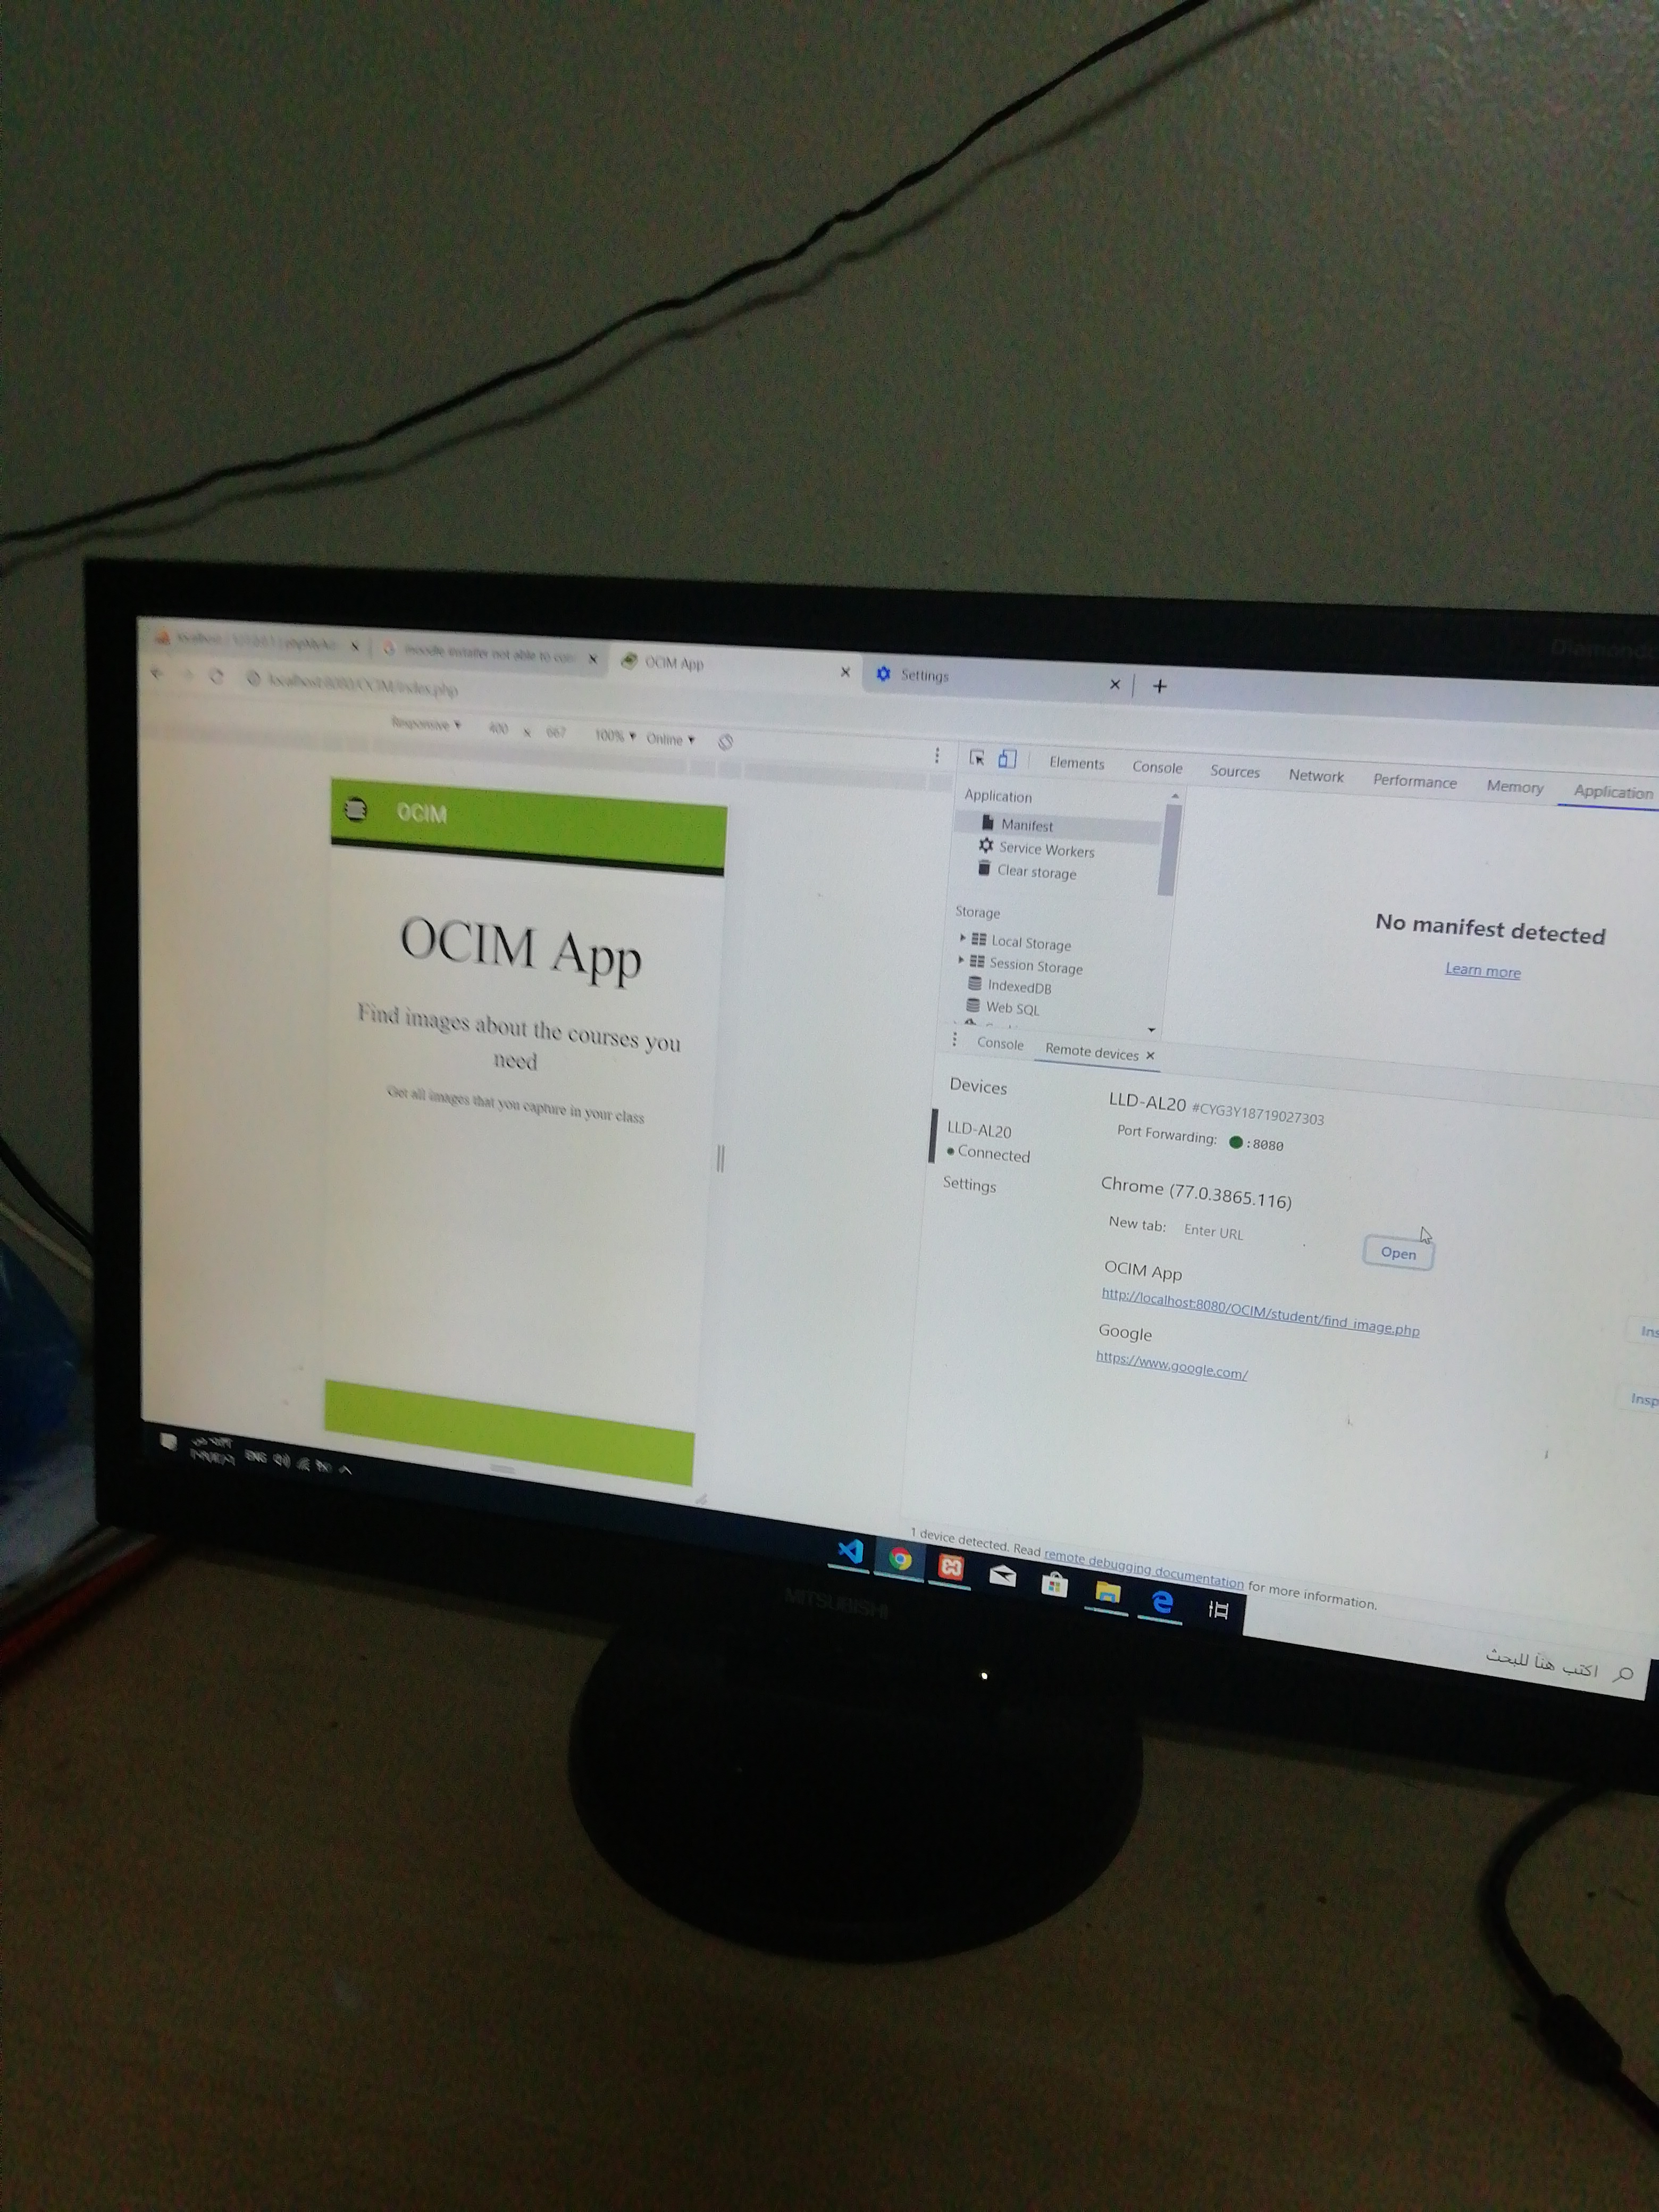 moodle installer not able to con
OCIM App
Settings
localhost:8080/OCIM/index.php
Responsive
400 x 667
100%
Online
Elements
Console
Sources
Network
Performance
Memory
Application
OCIM
OCIM App
Find images about the courses you
need
Get all images that you capture in your class
Application
Manifest
Service Workers
Clear storage
Storage
Local Storage
Session Storage
IndexedDB
Web SQL
No manifest detected
Learn more
Console
Remote devices
Devices
LLD-AL20
Connected
Settings
LLD-AL20 #CYG3Y18719027303
Port Forwarding: :8080
Chrome (77.0.3865.116)
New tab: Enter URL
Open
OCIM App
http://localhost:8080/OCIM/student/find_image.php
Ins
Google
https://www.google.com/
Insp
1 device detected. Read remote debugging documentation for more information.
ENG
اكتب هنا للبحث
MITSUBISHI